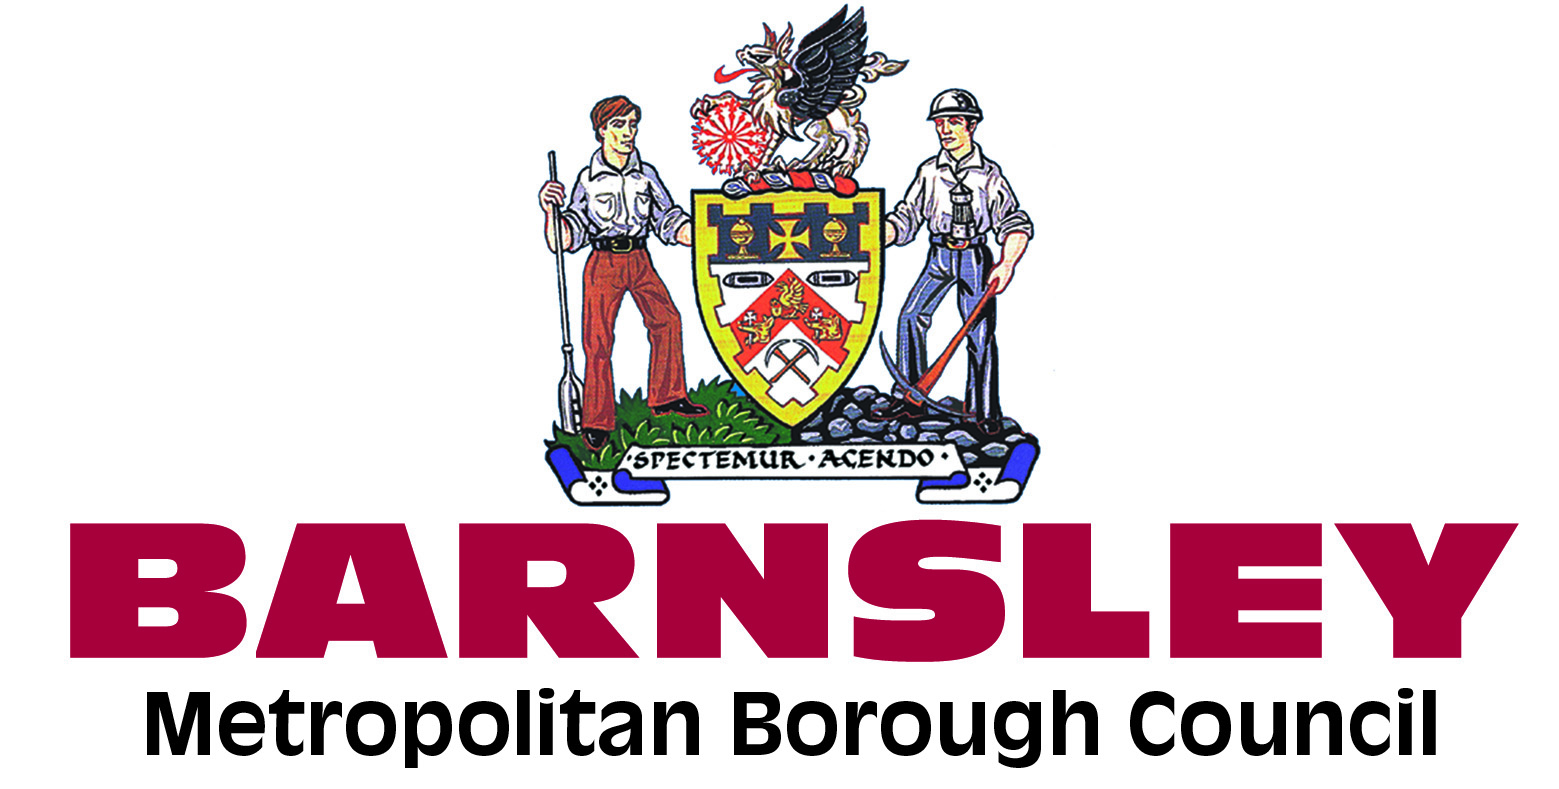 ·SPECTEMUR·AGENDO·
BARNSLEY
Metropolitan Borough Council